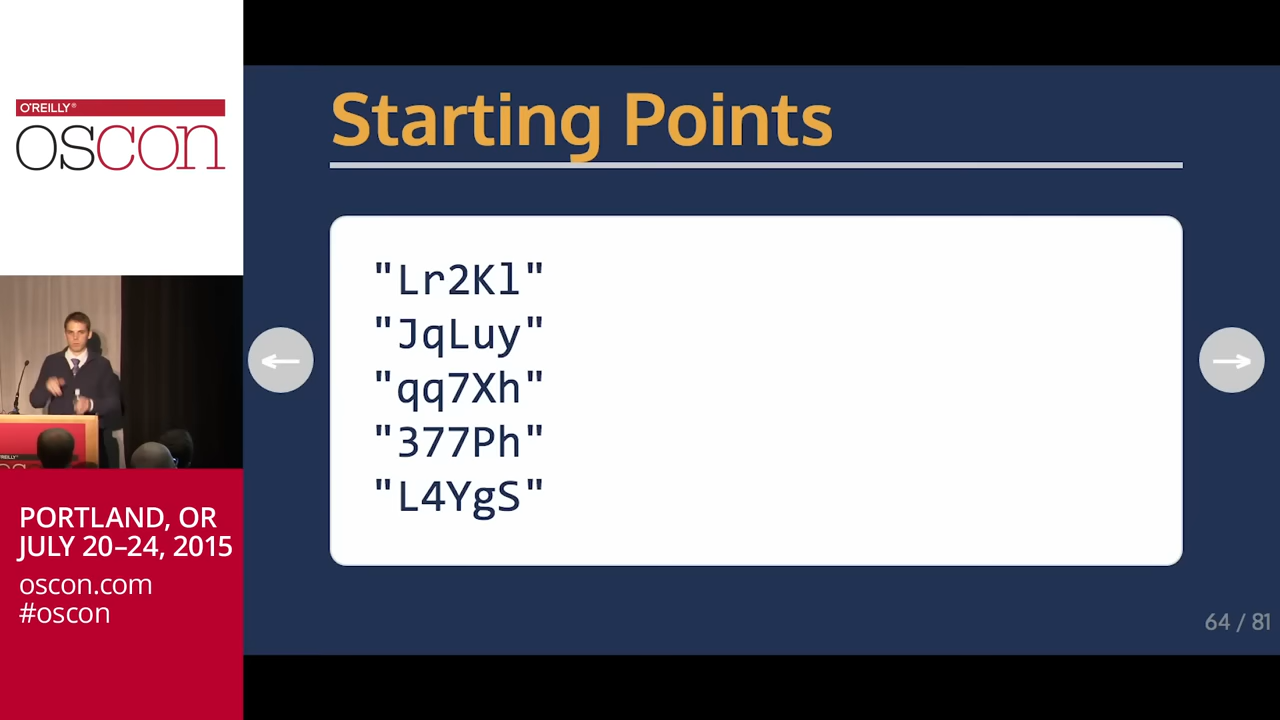 O'REILLY®
oscon
PORTLAND, OR
JULY 20–24, 2015
oscon.com
#oscon
Starting Points
"Lr2Kl"
"JqLuy"
"qq7Xh"
"377Ph"
"L4YgS"
←
→
64 / 81